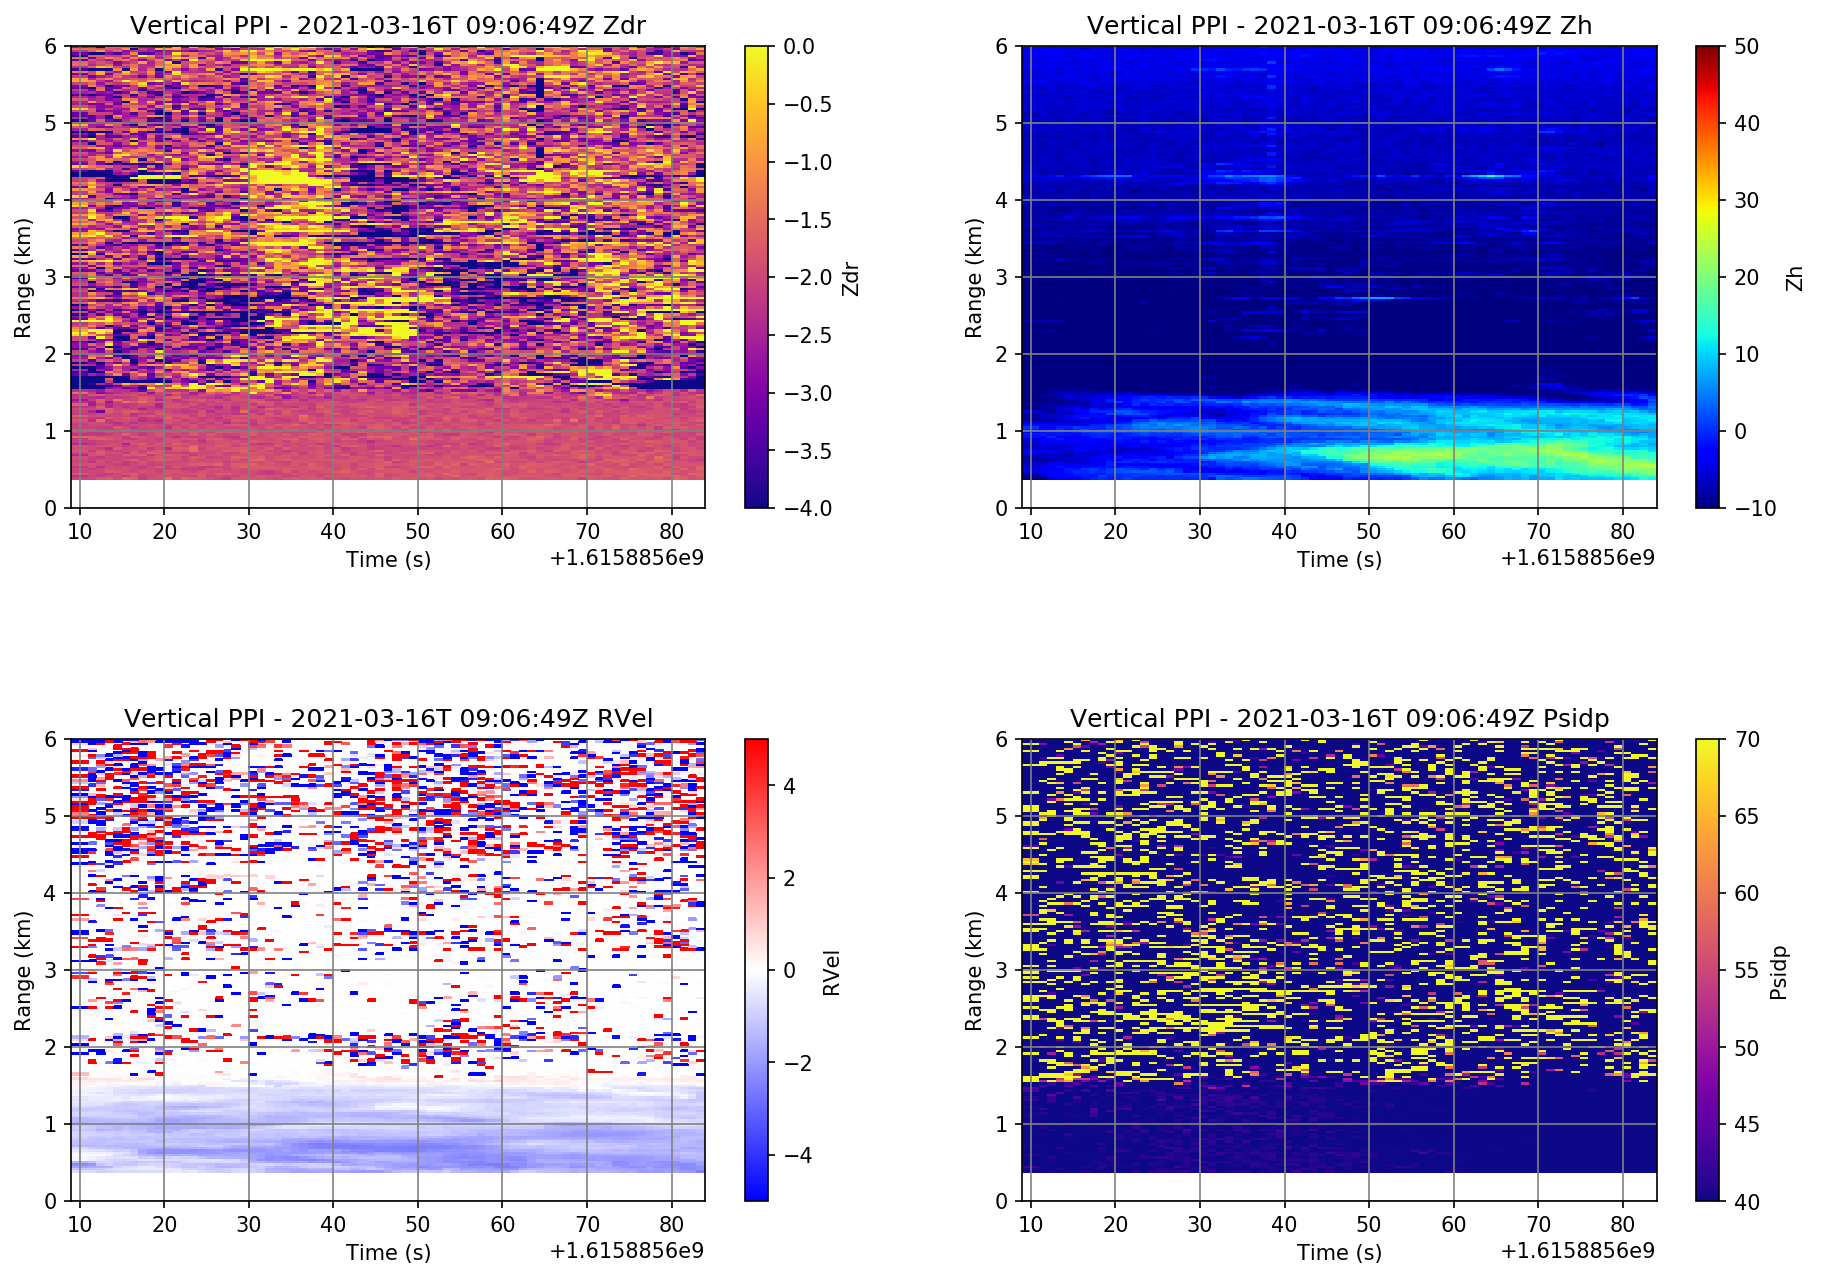 Vertical PPI - 2021-03-16T 09:06:49Z Zdr
6
5
4
3
2
1
0
Range (km)
10 20 30 40 50 60 70 80
Time (s)
+1.6158856e9
0.0
−0.5
−1.0
−1.5
−2.0
−2.5
−3.0
−3.5
−4.0
Zdr
Vertical PPI - 2021-03-16T 09:06:49Z Zh
6
5
4
3
2
1
0
Range (km)
10 20 30 40 50 60 70 80
Time (s)
+1.6158856e9
50
40
30
20
10
0
−10
Zh
Vertical PPI - 2021-03-16T 09:06:49Z RVel
6
5
4
3
2
1
0
Range (km)
10 20 30 40 50 60 70 80
Time (s)
+1.6158856e9
4
2
0
−2
−4
RVel
Vertical PPI - 2021-03-16T 09:06:49Z Psidp
6
5
4
3
2
1
0
Range (km)
10 20 30 40 50 60 70 80
Time (s)
+1.6158856e9
70
65
60
55
50
45
40
Psidp